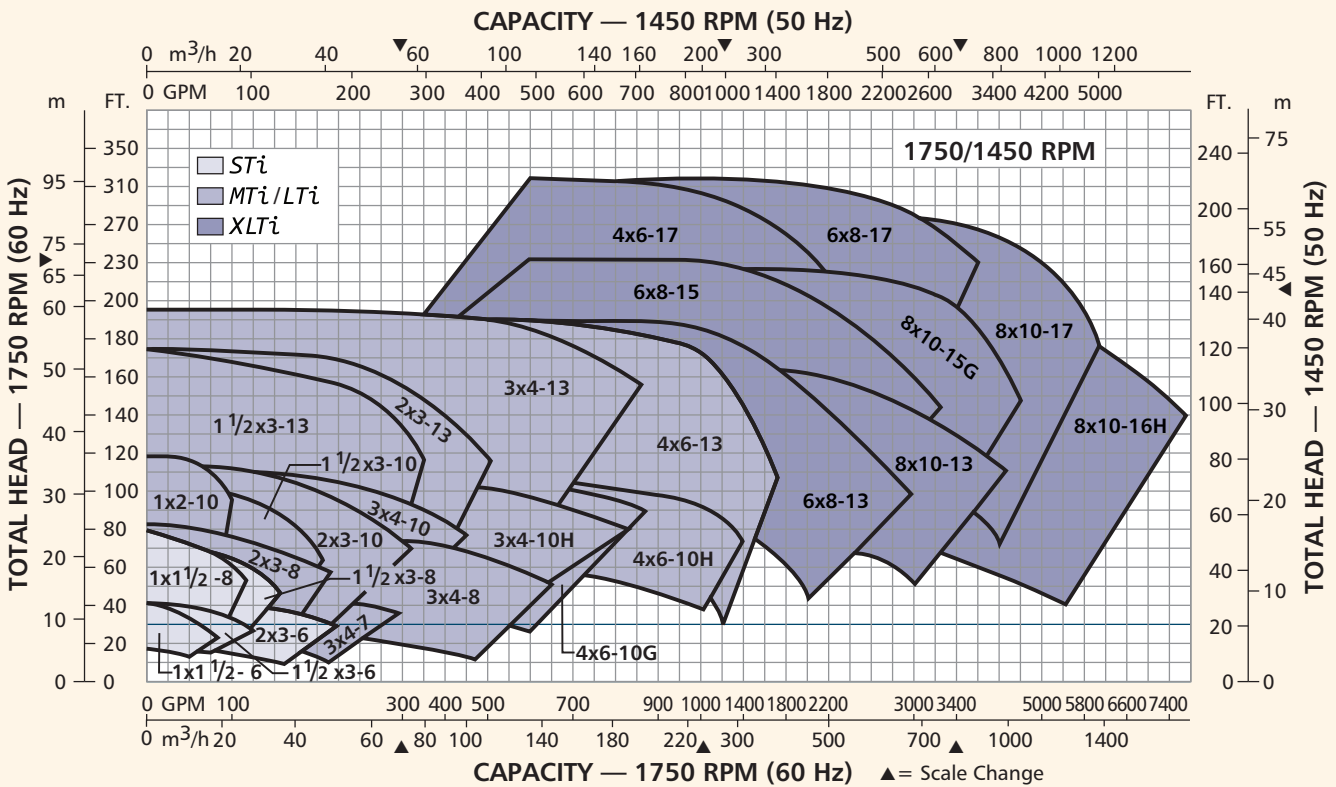 CAPACITY — 1450 RPM (50 Hz)
0 m3/h 20 40 60 100 140 160 200 300 500 600 800 1000 1200
0 GPM 100 200 300 400 500 600 700 800 1000 1400 1800 2200 2600 3400 4200 5000
m FT. FT. m
1750/1450 RPM
STi
MTi/LTi
XLTi
TOTAL HEAD — 1750 RPM (60 Hz)
95
75
65
60
50
40
30
20
10
0
350
310
270
230
200
180
160
140
120
100
80
60
40
20
0
4x6-17
6x8-17
6x8-15
8x10-15G
8x10-17
3x4-13
2x3-13
1 1/2x3-13
4x6-13
8x10-16H
1 1/2x3-10
8x10-13
1x2-10
6x8-13
3x4-10
2x3-10
3x4-10H
4x6-10H
2x3-8
1x1 1/2 -8
1 1/2 x3-8
3x4-8
2x3-6
3x4-7
4x6-10G
1x1 1/2- 6
1 1/2 x3-6
240
200
160
140
120
100
80
60
40
20
0
75
55
45
40
30
20
10
0
TOTAL HEAD — 1450 RPM (50 Hz)
0 GPM 100 300 400 500 700 900 1000 1400 1800 2200 3000 3400 5000 5800 6600 7400
0 m3/h 20 40 60 80 100 140 180 220 300 500 700 1000 1400
CAPACITY — 1750 RPM (60 Hz) ▲= Scale Change